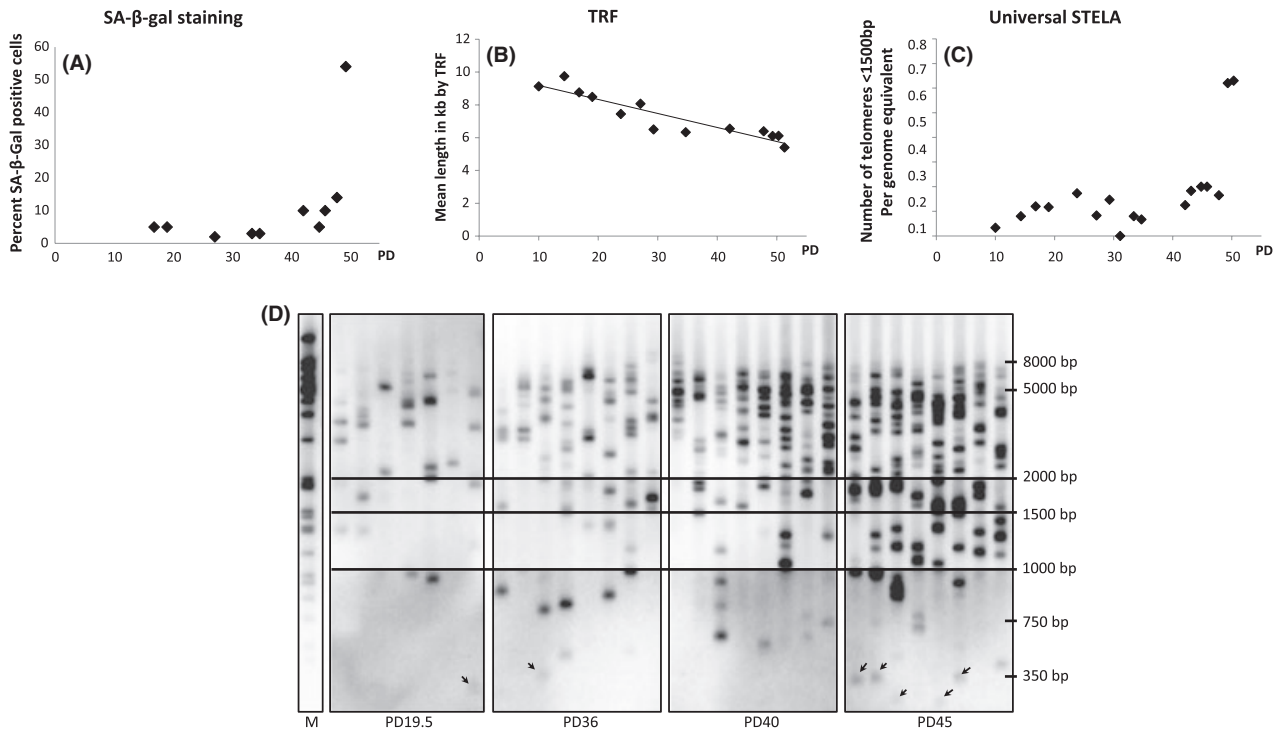 SA-β-gal staining
TRF
Universal STELA
(A)
Percent SA-β-Gal positive cells
60
50
40
30
20
10
0
0 10 20 30 40 50 PD
(B)
Mean length in kb by TRF
12
10
8
6
4
2
0
0 10 20 30 40 50 PD
(C)
Number of telomeres <1500bp
Per genome equivalent
0.8
0.7
0.6
0.5
0.4
0.3
0.2
0.1
0 10 20 30 40 50 PD
(D)
8000 bp
5000 bp
2000 bp
1500 bp
1000 bp
750 bp
350 bp
M PD19.5 PD36 PD40 PD45